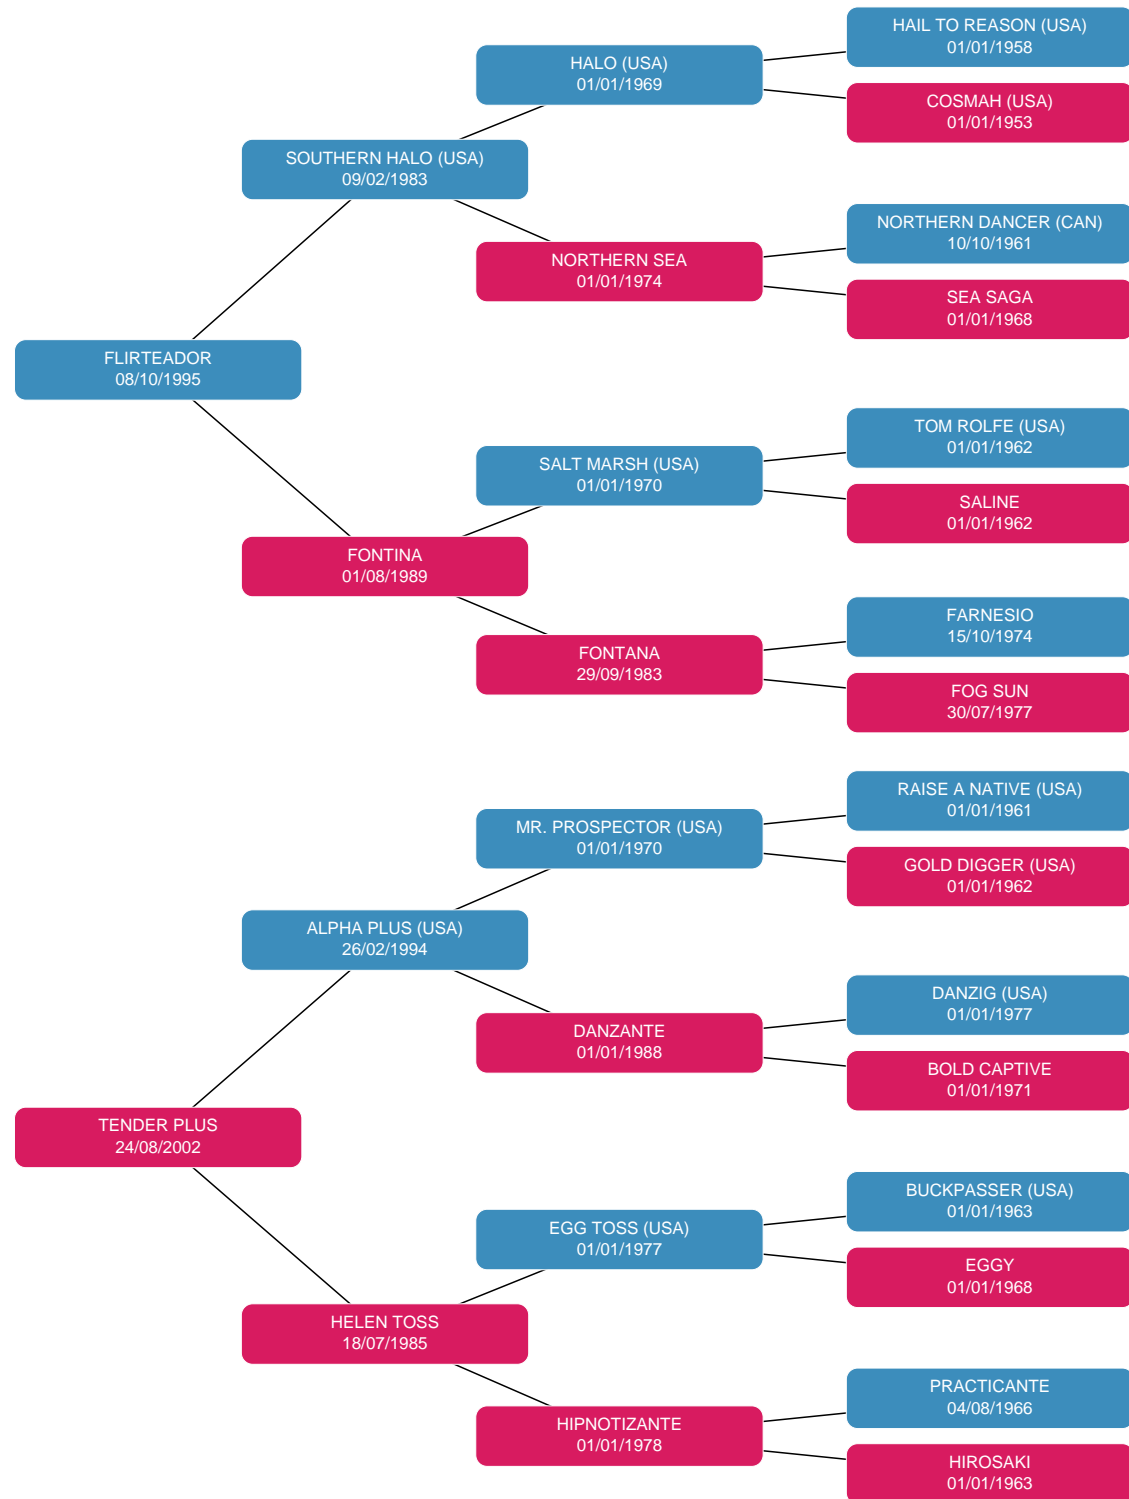 HAIL TO REASON (USA)
01/01/1958
HALO (USA)
01/01/1969
COSMAH (USA)
01/01/1953
SOUTHERN HALO (USA)
09/02/1983
NORTHERN DANCER (CAN)
10/10/1961
NORTHERN SEA
01/01/1974
SEA SAGA
01/01/1968
FLIRTEADOR
08/10/1995
TOM ROLFE (USA)
01/01/1962
SALT MARSH (USA)
01/01/1970
SALINE
01/01/1962
FONTINA
01/08/1989
FARNESIO
15/10/1974
FONTANA
29/09/1983
FOG SUN
30/07/1977
RAISE A NATIVE (USA)
01/01/1961
MR. PROSPECTOR (USA)
01/01/1970
GOLD DIGGER (USA)
01/01/1962
ALPHA PLUS (USA)
26/02/1994
DANZIG (USA)
01/01/1977
DANZANTE
01/01/1988
BOLD CAPTIVE
01/01/1971
TENDER PLUS
24/08/2002
BUCKPASSER (USA)
01/01/1963
EGG TOSS (USA)
01/01/1977
EGGY
01/01/1968
HELEN TOSS
18/07/1985
PRACTICANTE
04/08/1966
HIPNOTIZANTE
01/01/1978
HIROSAKI
01/01/1963